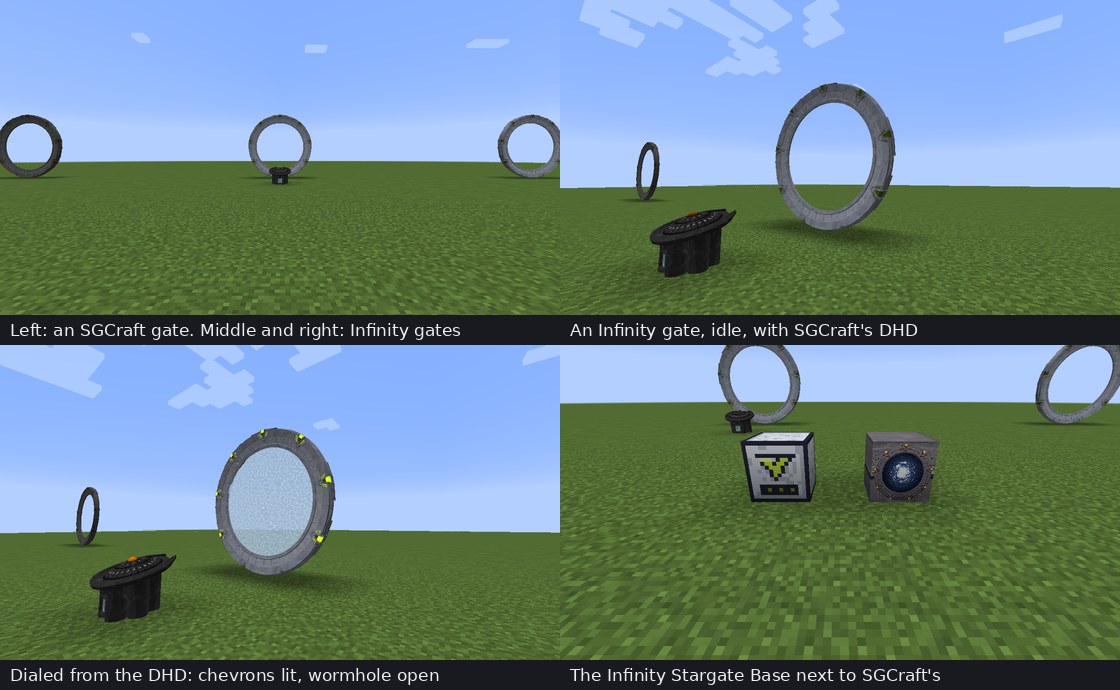 Left: an SGCraft gate. Middle and right: Infinity gates
An Infinity gate, idle, with SGCraft's DHD
Dialed from the DHD: chevrons lit, wormhole open
The Infinity Stargate Base next to SGCraft's